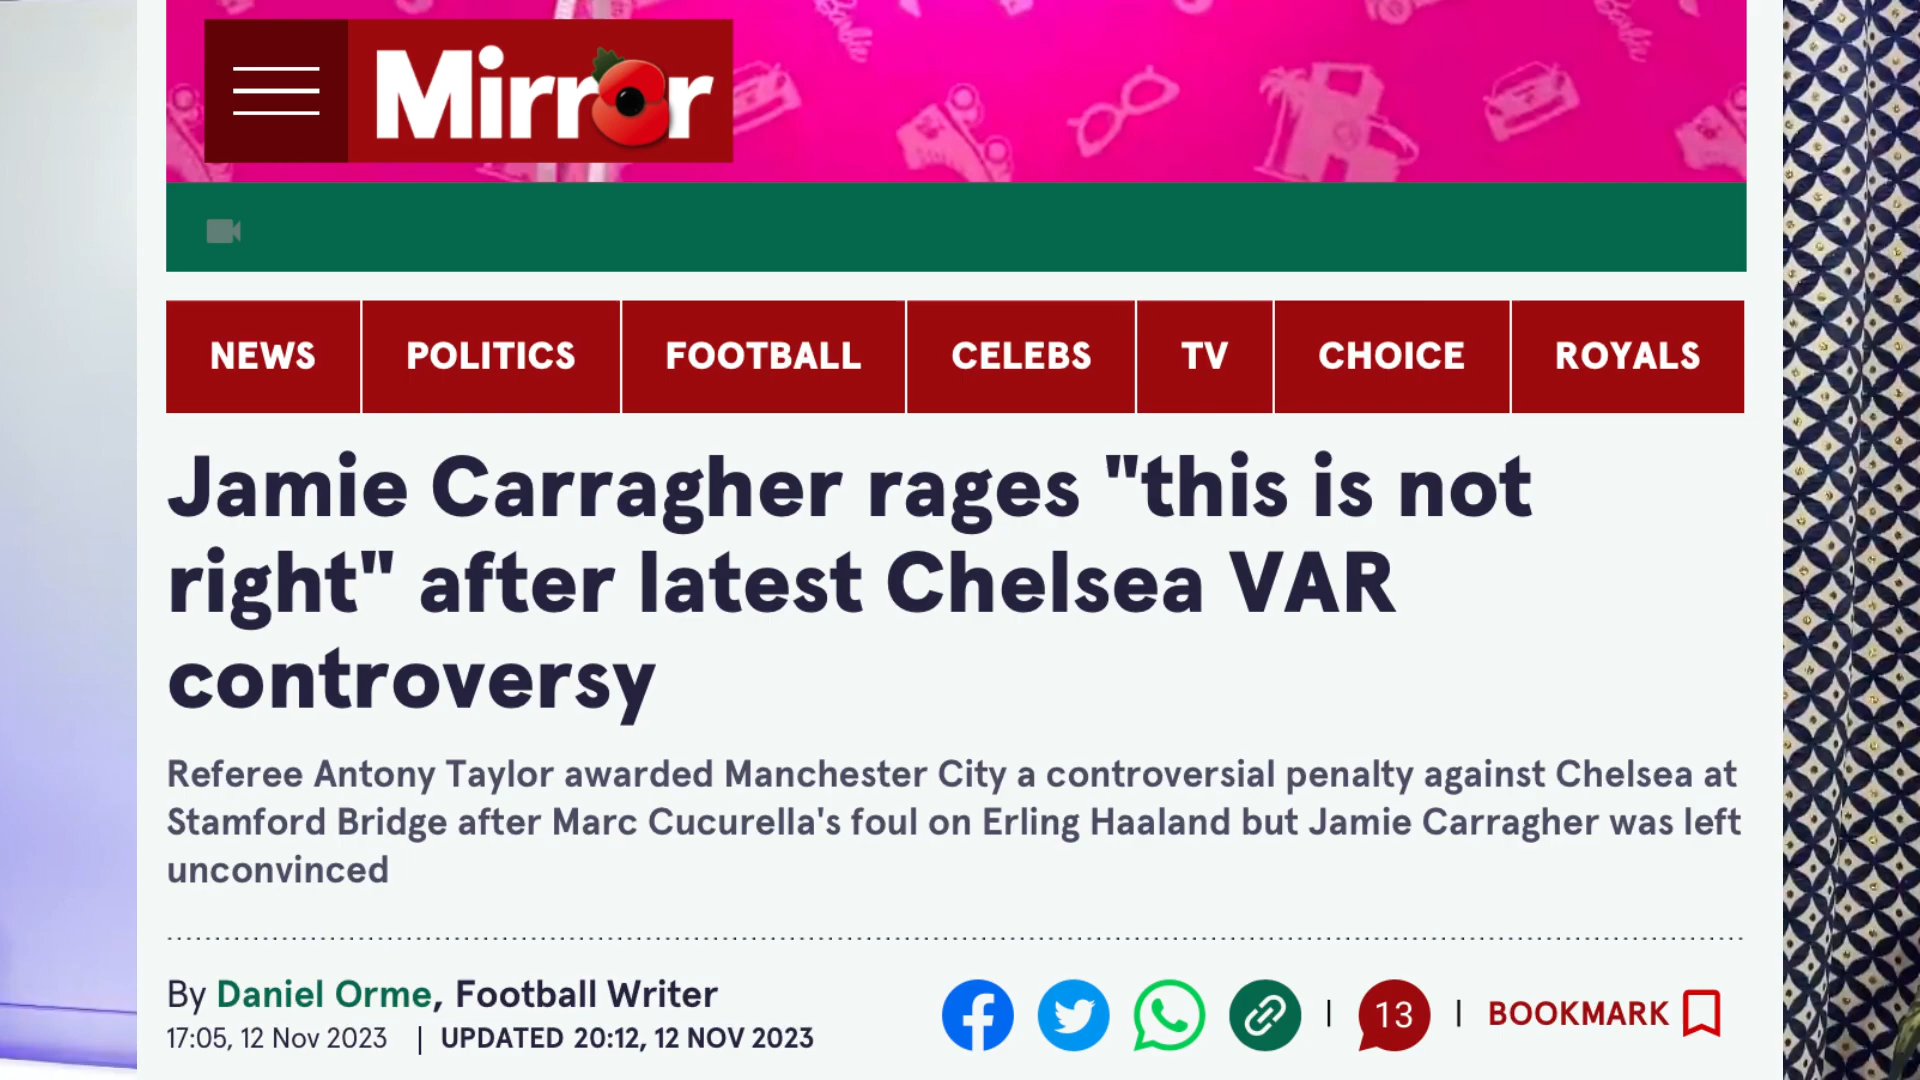 Barbie
Barbie
Mirror
NEWS
POLITICS
FOOTBALL
CELEBS
TV
CHOICE
ROYALS
Jamie Carragher rages "this is not
right" after latest Chelsea VAR
controversy
Referee Antony Taylor awarded Manchester City a controversial penalty against Chelsea at
Stamford Bridge after Marc Cucurella's foul on Erling Haaland but Jamie Carragher was left
unconvinced
By Daniel Orme, Football Writer
17:05, 12 Nov 2023 | UPDATED 20:12, 12 NOV 2023
| 13 | BOOKMARK